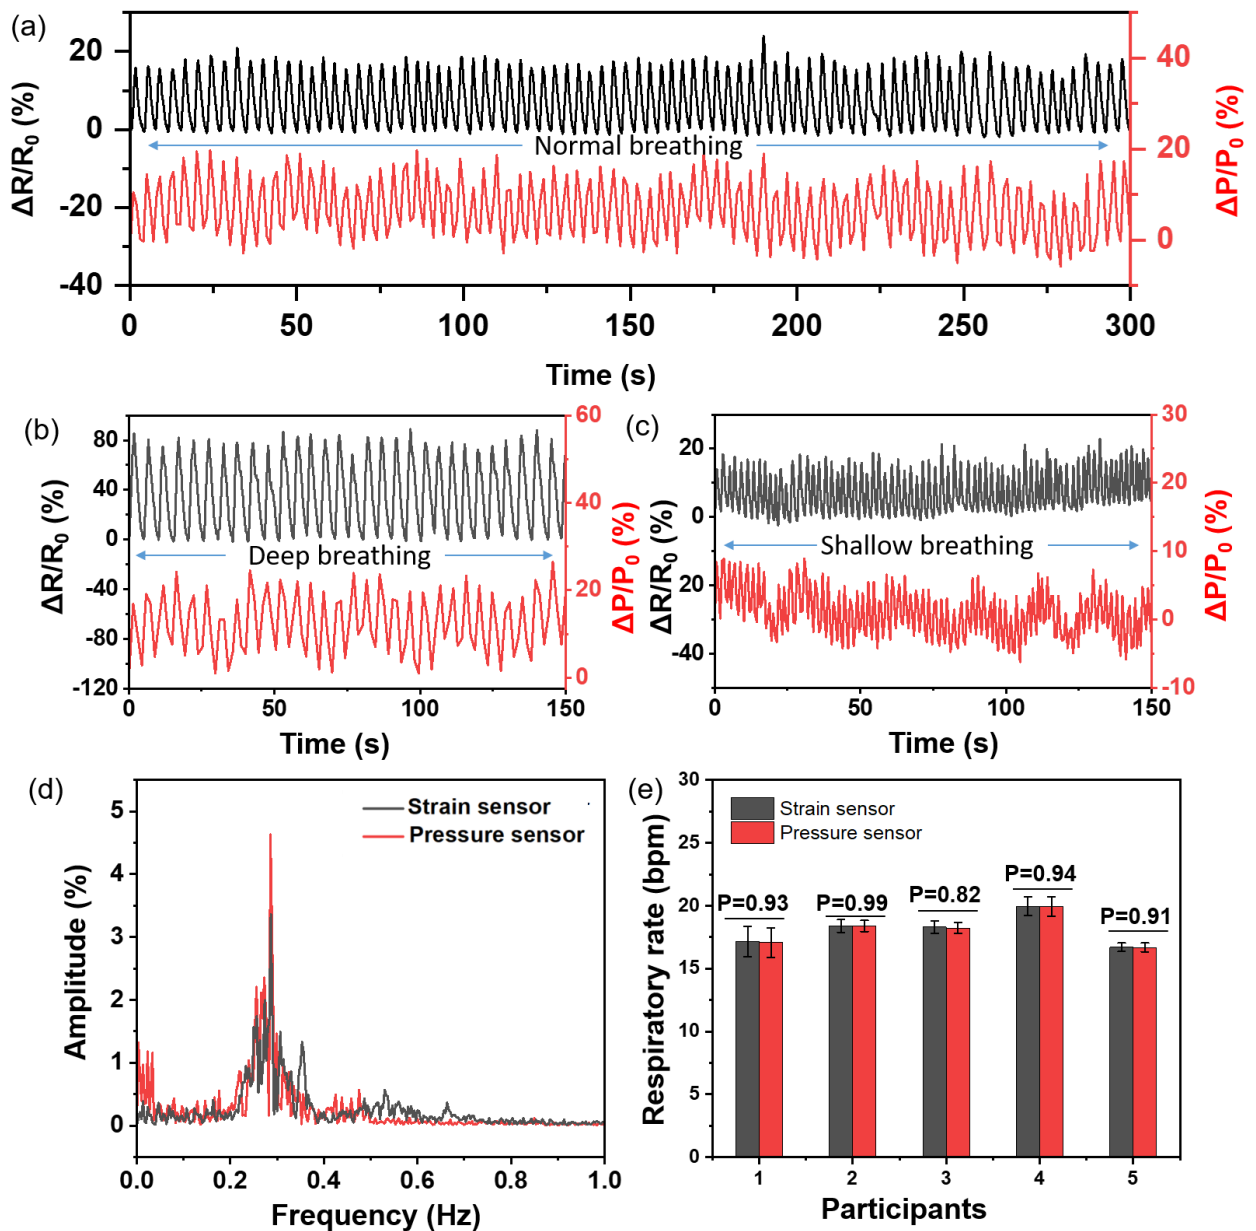 (a)
20
0
-20
-40
ΔR/R0 (%)
40
20
0
ΔP/P0 (%)
Normal breathing
0 50 100 150 200 250 300
Time (s)
(b)
80
40
0
-40
-80
-120
ΔR/R0 (%)
60
40
20
0
ΔP/P0 (%)
Deep breathing
0 50 100 150
Time (s)
(c)
20
0
-20
-40
ΔR/R0 (%)
30
20
10
0
-10
ΔP/P0 (%)
Shallow breathing
0 50 100 150
Time (s)
(d)
5
4
3
2
1
0
Amplitude (%)
Strain sensor
Pressure sensor
0.0 0.2 0.4 0.6 0.8 1.0
Frequency (Hz)
(e)
30
25
20
15
10
5
0
Respiratory rate (bpm)
Strain sensor
Pressure sensor
P=0.93 P=0.99 P=0.82 P=0.94 P=0.91
1 2 3 4 5
Participants